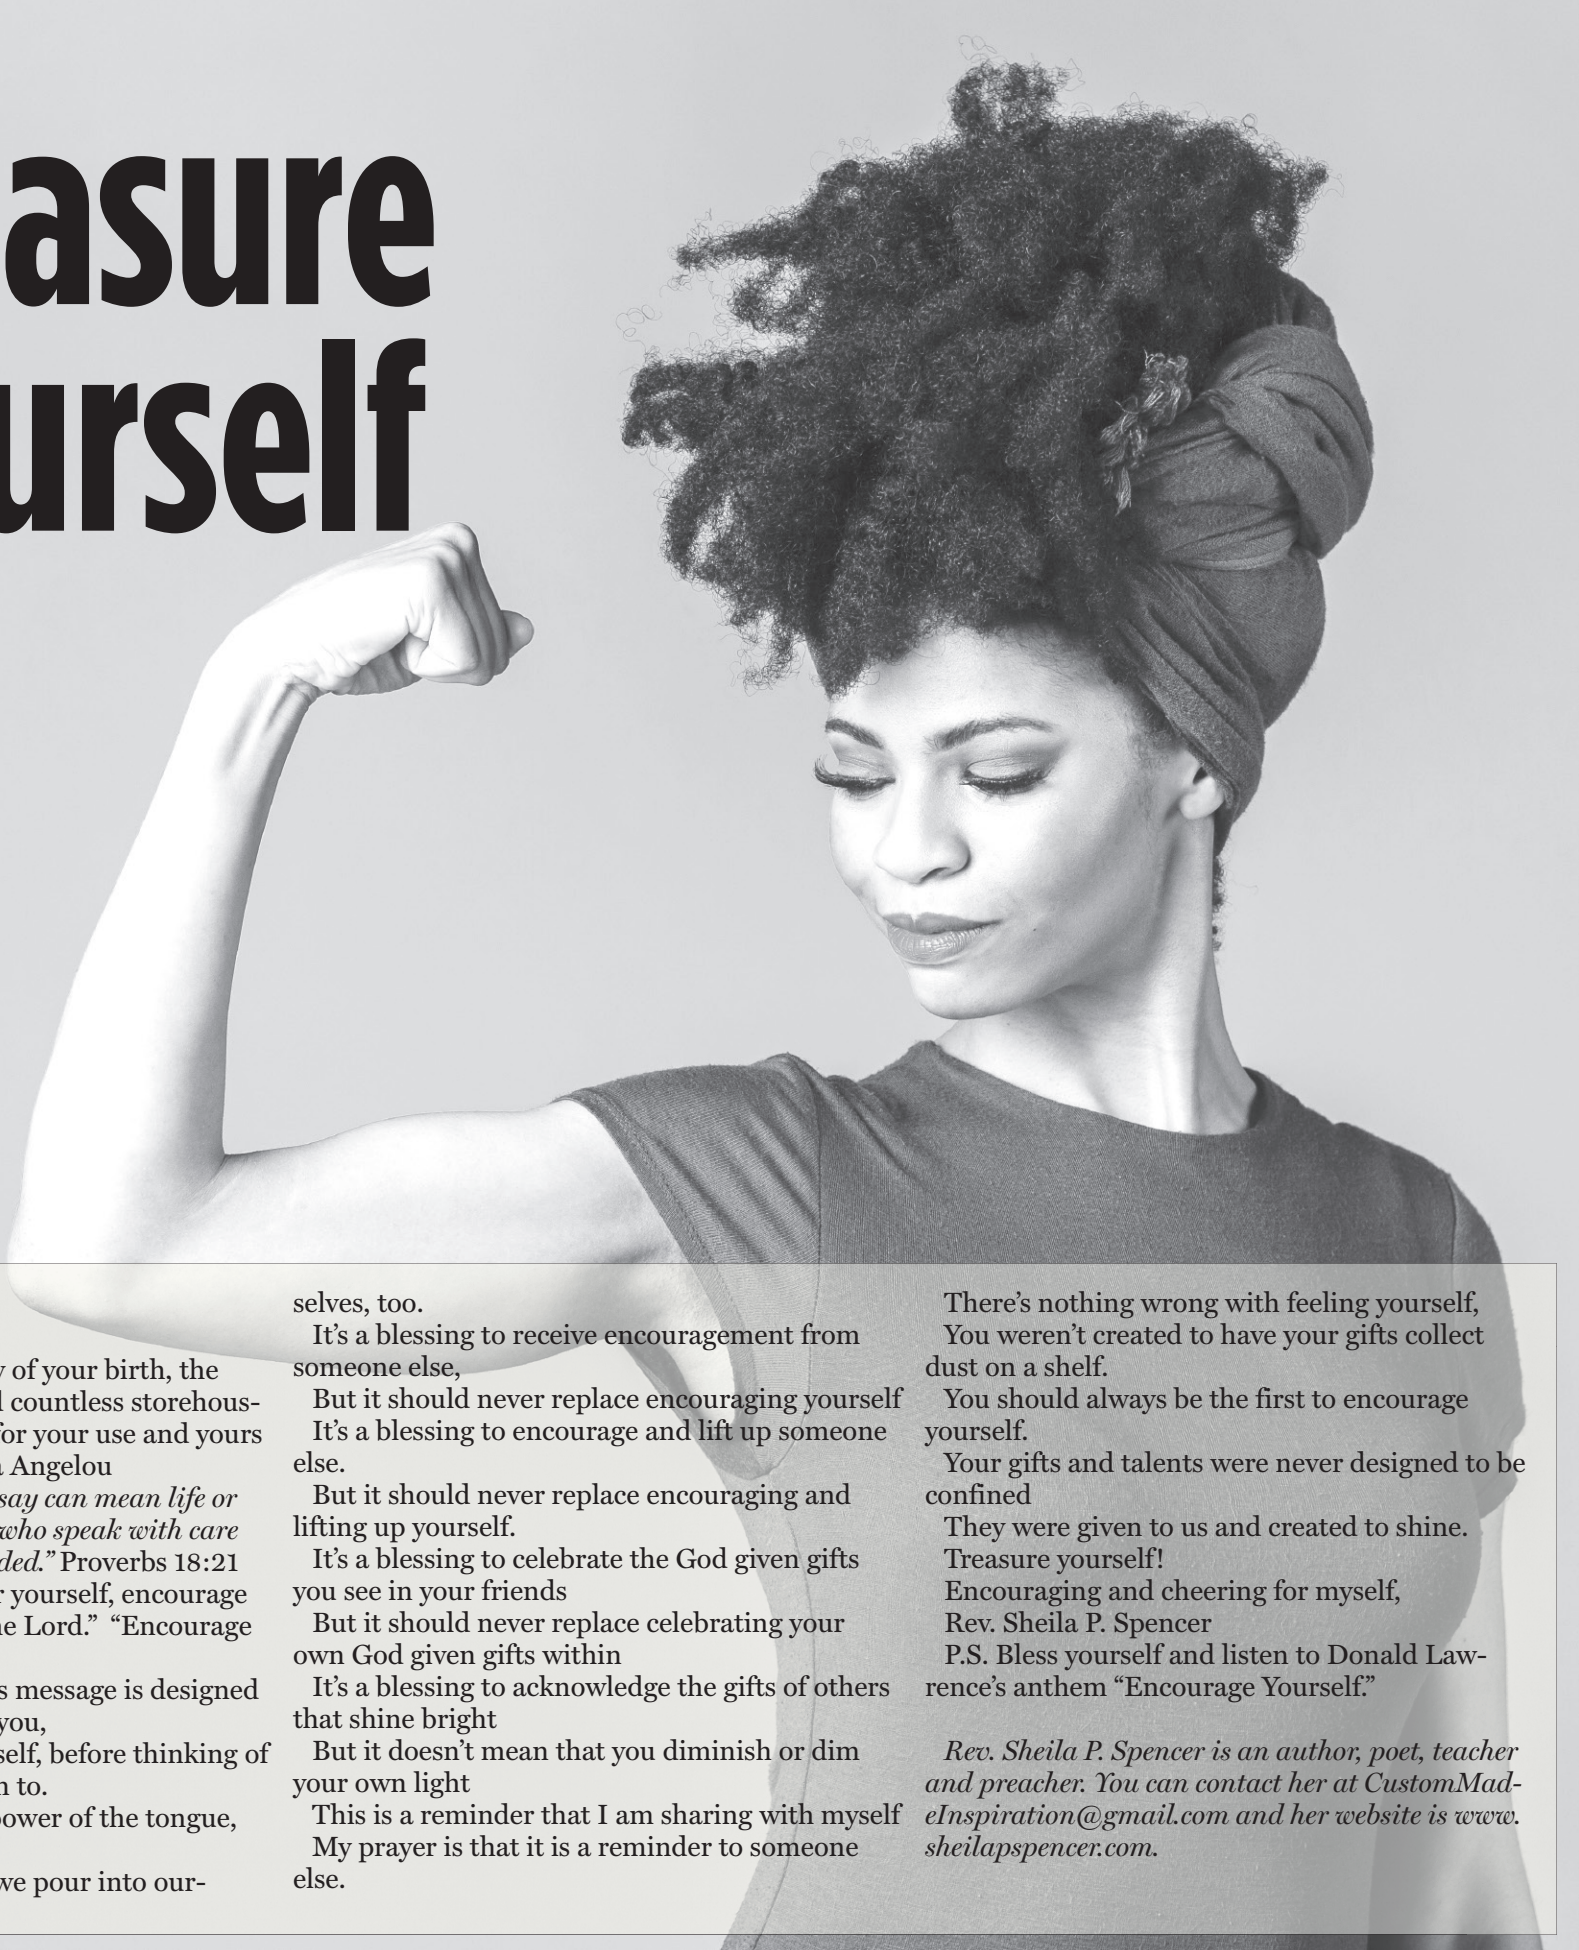 asure
urself
y of your birth, the
countless storehous-
for your use and yours
Angelou
say can mean life or
who speak with care
ded.” Proverbs 18:21
r yourself, encourage
he Lord.” “Encourage
s message is designed
you,
self, before thinking of
n to.
power of the tongue,
we pour into our-
selves, too.
It’s a blessing to receive encouragement from
someone else,
But it should never replace encouraging yourself
It’s a blessing to encourage and lift up someone
else.
But it should never replace encouraging and
lifting up yourself.
It’s a blessing to celebrate the God given gifts
you see in your friends
But it should never replace celebrating your
own God given gifts within
It’s a blessing to acknowledge the gifts of others
that shine bright
But it doesn’t mean that you diminish or dim
your own light
This is a reminder that I am sharing with myself
My prayer is that it is a reminder to someone
else.
There’s nothing wrong with feeling yourself,
You weren’t created to have your gifts collect
dust on a shelf.
You should always be the first to encourage
yourself.
Your gifts and talents were never designed to be
confined
They were given to us and created to shine.
Treasure yourself!
Encouraging and cheering for myself,
Rev. Sheila P. Spencer
P.S. Bless yourself and listen to Donald Law-
rence’s anthem “Encourage Yourself.”
Rev. Sheila P. Spencer is an author, poet, teacher
and preacher. You can contact her at CustomMad-
eInspiration@gmail.com and her website is www.
sheilapspencer.com.